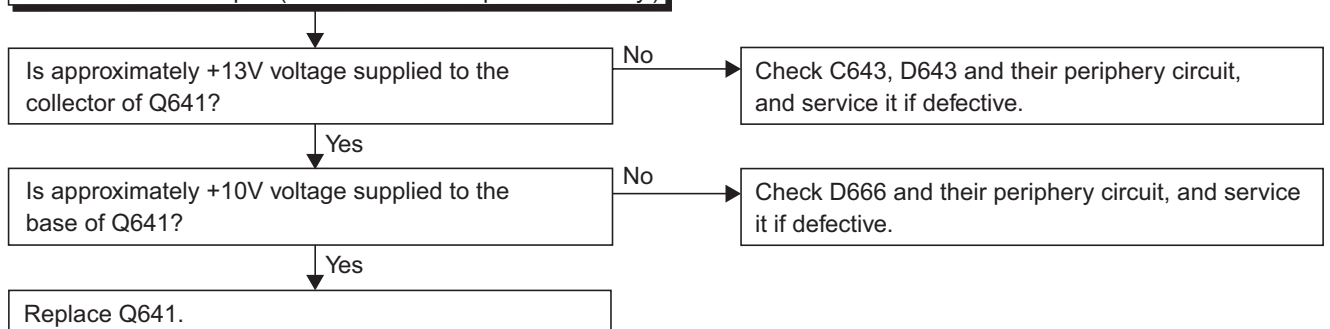 Is approximately +13V voltage supplied to the
collector of Q641?
No
Check C643, D643 and their periphery circuit,
and service it if defective.
Yes
Is approximately +10V voltage supplied to the
base of Q641?
No
Check D666 and their periphery circuit, and service
it if defective.
Yes
Replace Q641.